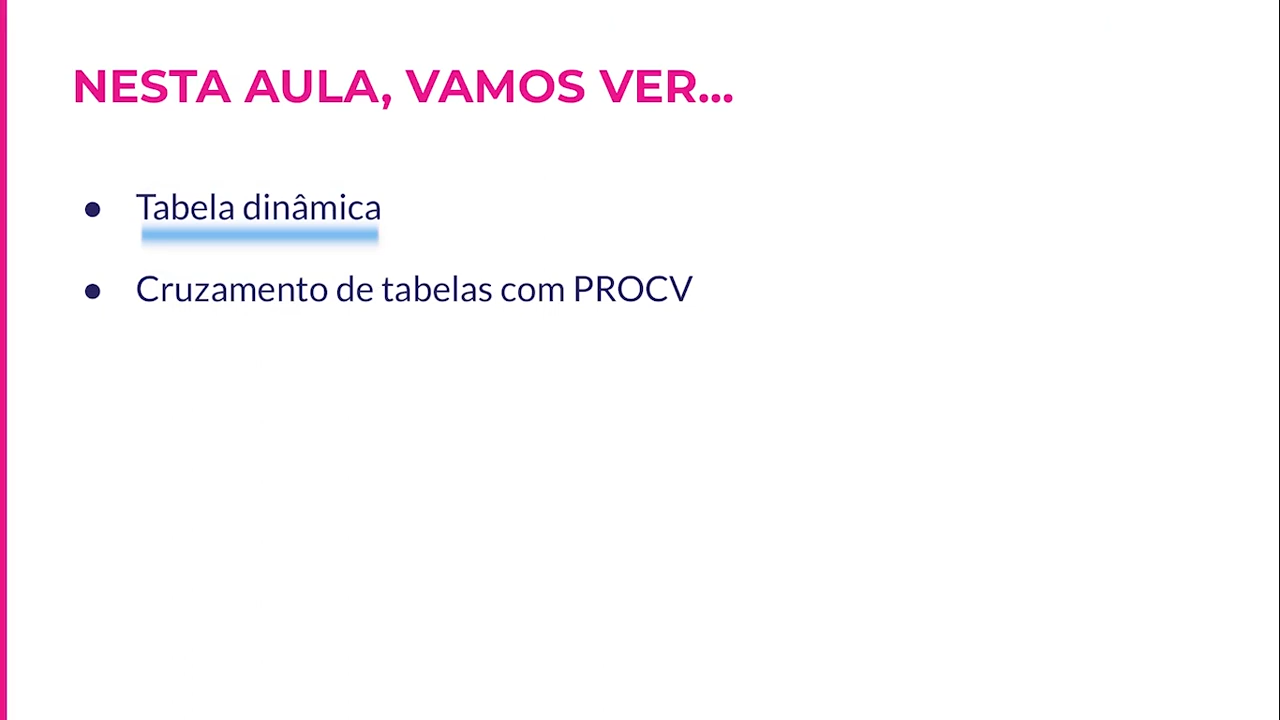 NESTA AULA, VAMOS VER...
● Tabela dinâmica
● Cruzamento de tabelas com PROCV